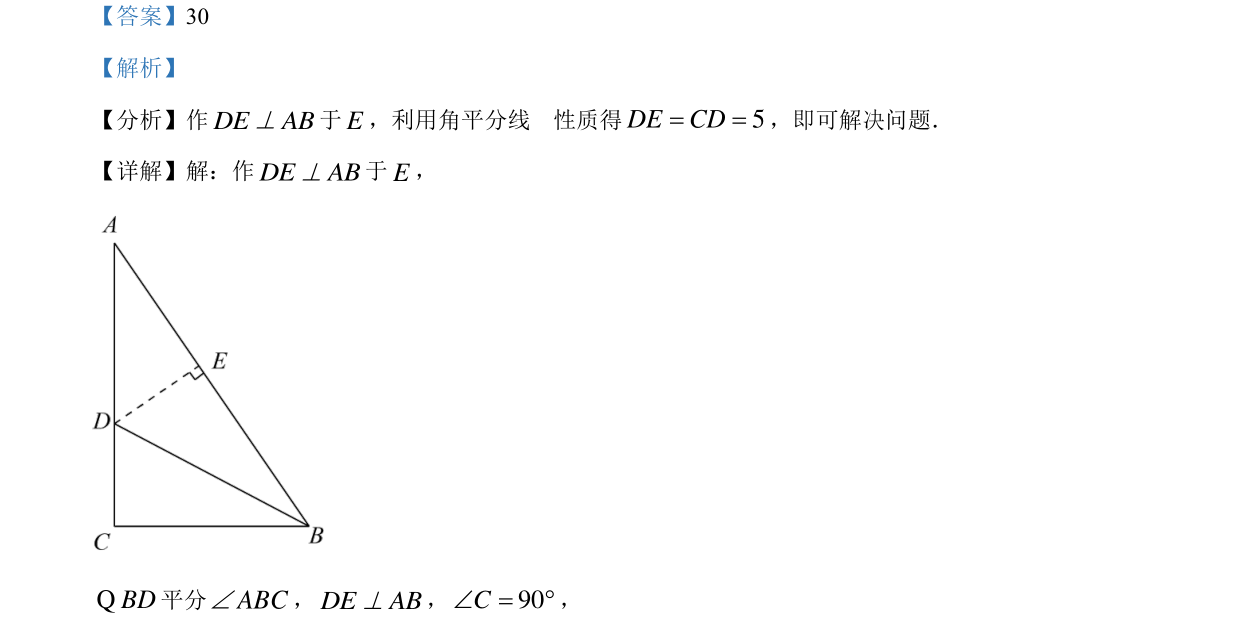 【答案】30
【解析】
【分析】作 DE ⊥ AB 于 E，利用角平分线 性质得 DE = CD = 5，即可解决问题．
【详解】解：作 DE ⊥ AB 于 E，
A
E
D
C
B
Q BD 平分∠ABC，DE ⊥ AB，∠C = 90°，